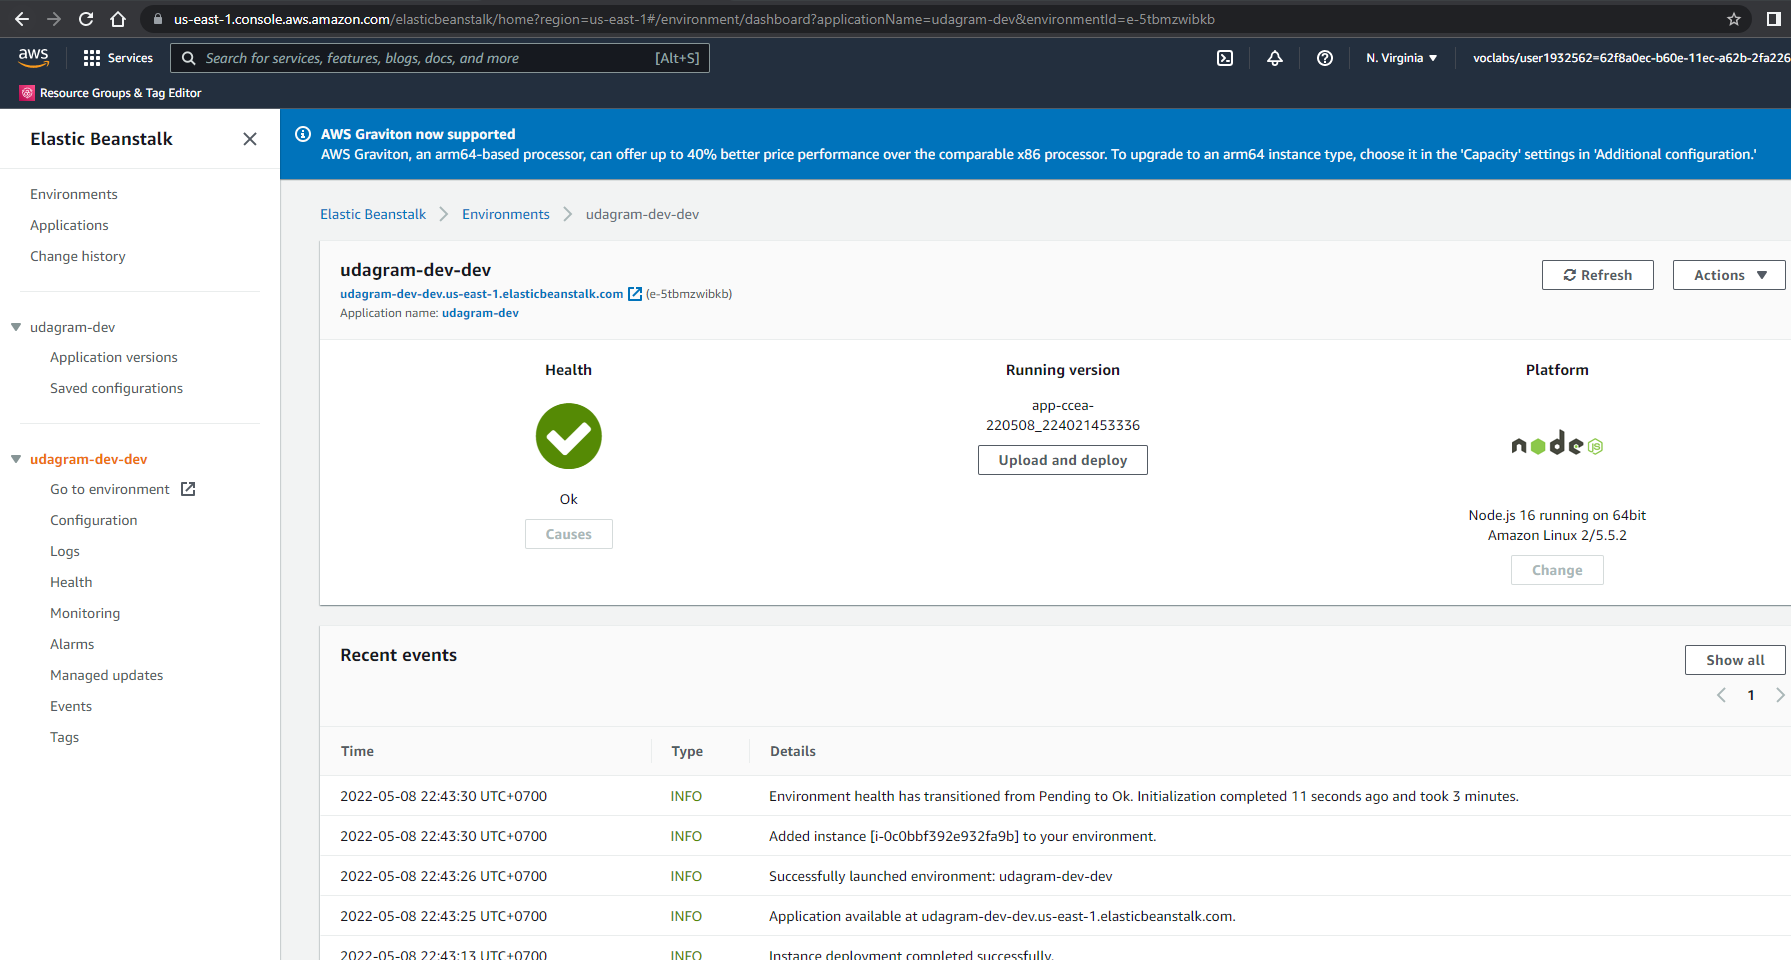 us-east-1.console.aws.amazon.com/elasticbeanstalk/home?region=us-east-1#/environment/dashboard?applicationName=udagram-dev&environmentId=e-5tbmzwibkb
aws Services Search for services, features, blogs, docs, and more [Alt+S] N. Virginia voclabs/user1932562=62f8a0ec-b60e-11ec-a62b-2fa226
Resource Groups & Tag Editor
Elastic Beanstalk
Environments
Applications
Change history
udagram-dev
Application versions
Saved configurations
udagram-dev-dev
Go to environment
Configuration
Logs
Health
Monitoring
Alarms
Managed updates
Events
Tags
AWS Graviton now supported
AWS Graviton, an arm64-based processor, can offer up to 40% better price performance over the comparable x86 processor. To upgrade to an arm64 instance type, choose it in the 'Capacity' settings in 'Additional configuration.'
Elastic Beanstalk Environments udagram-dev-dev
udagram-dev-dev
udagram-dev-dev.us-east-1.elasticbeanstalk.com (e-5tbmzwibkb)
Application name: udagram-dev
Refresh Actions
Health
Ok
Causes
Running version
app-ccea-
220508_224021453336
Upload and deploy
Platform
node JS
Node.js 16 running on 64bit
Amazon Linux 2/5.5.2
Change
Recent events
Show all
1
Time Type Details
2022-05-08 22:43:30 UTC+0700 INFO Environment health has transitioned from Pending to Ok. Initialization completed 11 seconds ago and took 3 minutes.
2022-05-08 22:43:30 UTC+0700 INFO Added instance [i-0c0bbf392e932fa9b] to your environment.
2022-05-08 22:43:26 UTC+0700 INFO Successfully launched environment: udagram-dev-dev
2022-05-08 22:43:25 UTC+0700 INFO Application available at udagram-dev-dev.us-east-1.elasticbeanstalk.com.
2022-05-08 22:43:13 UTC+0700 INFO Instance deployment completed successfully.